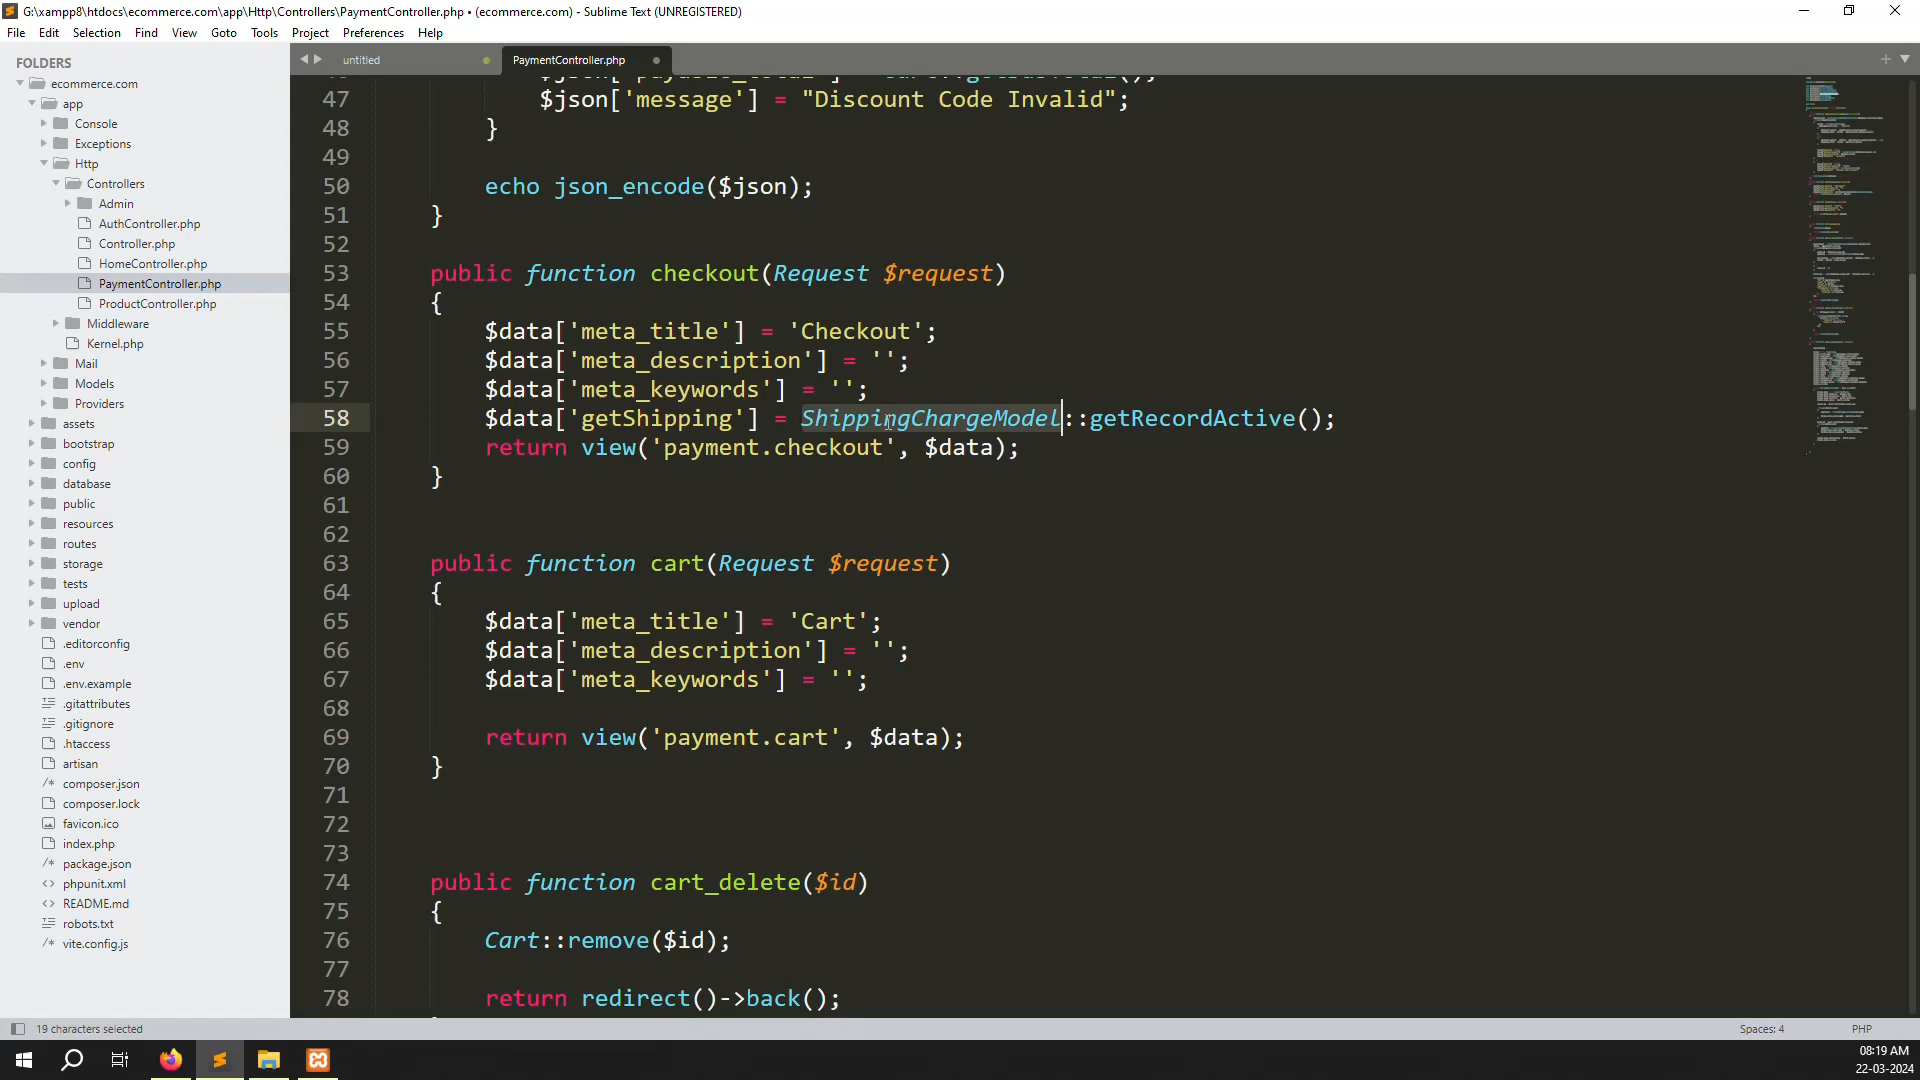 G:\xampp8\htdocs\ecommerce.com\app\Http\Controllers\PaymentController.php • (ecommerce.com) - Sublime Text (UNREGISTERED)
File Edit Selection Find View Goto Tools Project Preferences Help
FOLDERS
ecommerce.com
app
Console
Exceptions
Http
Controllers
Admin
AuthController.php
Controller.php
HomeController.php
PaymentController.php
ProductController.php
Middleware
Kernel.php
Mail
Models
Providers
assets
bootstrap
config
database
public
resources
routes
storage
tests
upload
vendor
.editorconfig
.env
.env.example
.gitattributes
.gitignore
.htaccess
artisan
composer.json
composer.lock
favicon.ico
index.php
package.json
phpunit.xml
README.md
robots.txt
vite.config.js
untitled
PaymentController.php
47 $json['message'] = "Discount Code Invalid";
48 }
49
50 echo json_encode($json);
51 }
52
53 public function checkout(Request $request)
54 {
55 $data['meta_title'] = 'Checkout';
56 $data['meta_description'] = '';
57 $data['meta_keywords'] = '';
58 $data['getShipping'] = ShippingChargeModel::getRecordActive();
59 return view('payment.checkout', $data);
60 }
61
62
63 public function cart(Request $request)
64 {
65 $data['meta_title'] = 'Cart';
66 $data['meta_description'] = '';
67 $data['meta_keywords'] = '';
68
69 return view('payment.cart', $data);
70 }
71
72
73
74 public function cart_delete($id)
75 {
76 Cart::remove($id);
77
78 return redirect()->back();
19 characters selected
Spaces: 4
PHP
08:19 AM
22-03-2024